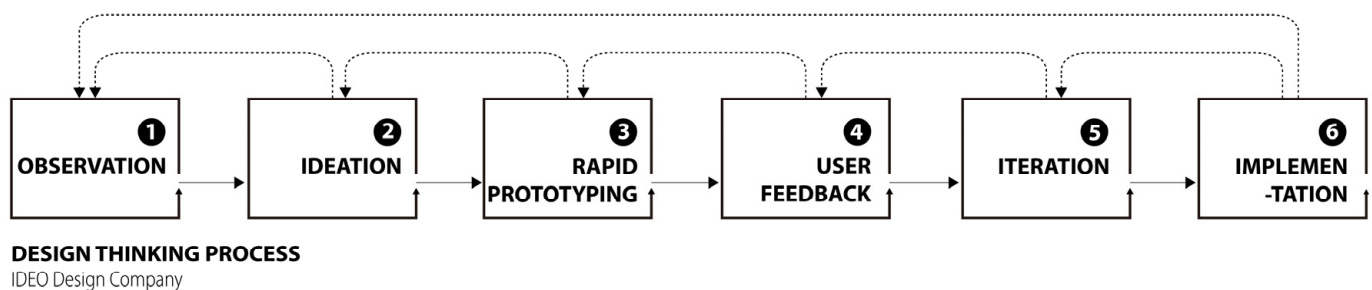 1
OBSERVATION
2
IDEATION
3
RAPID
PROTOTYPING
4
USER
FEEDBACK
5
ITERATION
6
IMPLEMEN
-TATION
DESIGN THINKING PROCESS
IDEO Design Company